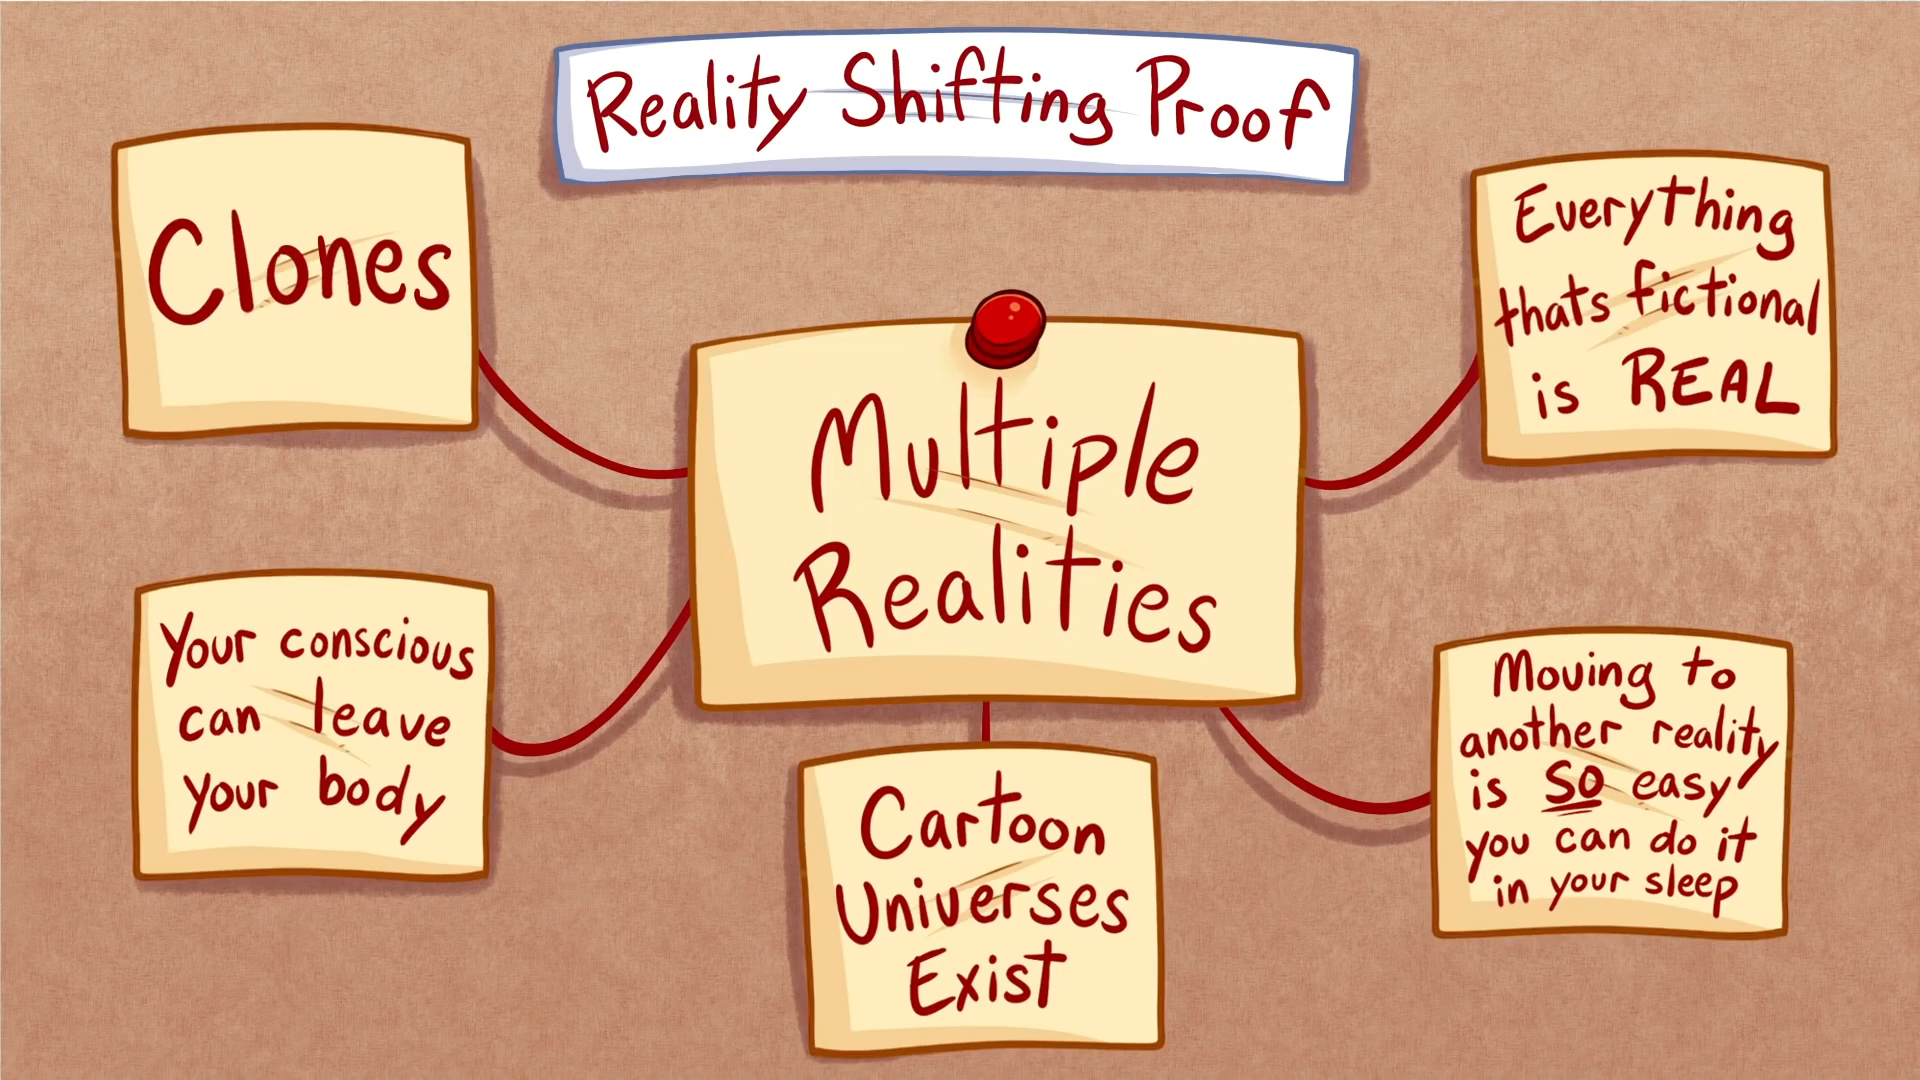 Reality Shifting Proof
Clones
Everything
thats fictional
is REAL
Multiple
Realities
Your conscious
can leave
your body
Cartoon
Universes
Exist
Moving to
another reality
is SO easy
you can do it
in your sleep